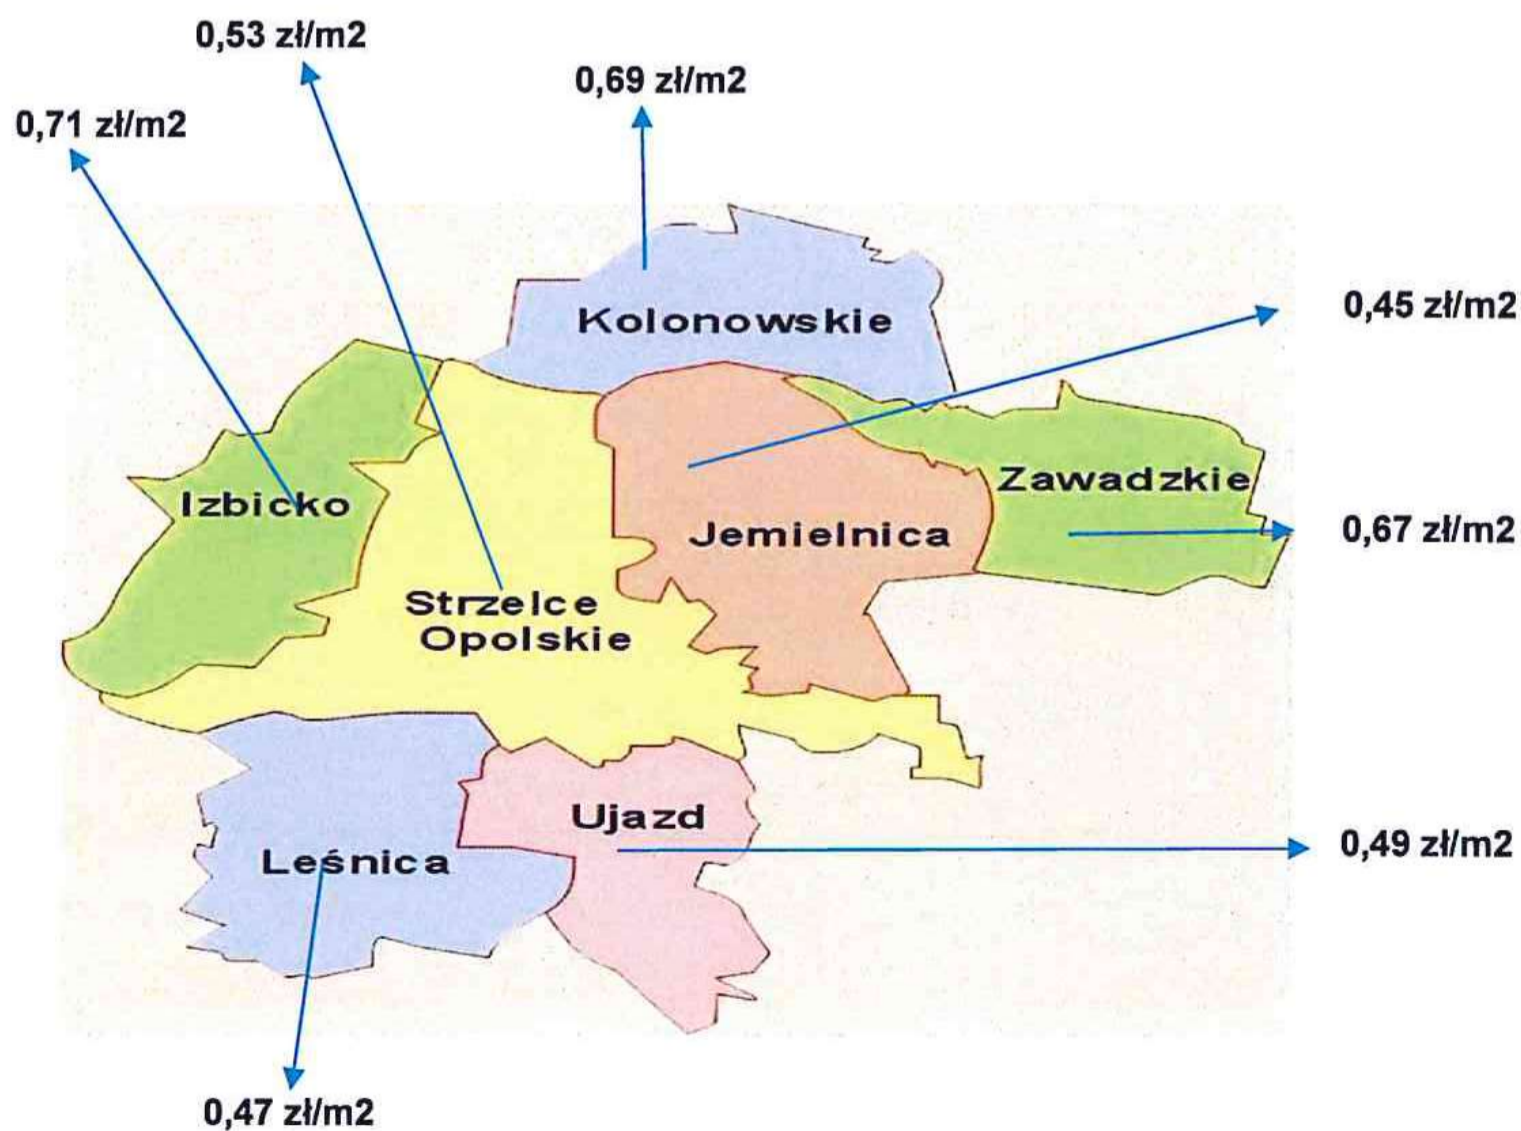 0,53 zł/m2
0,69 zł/m2
0,71 zł/m2
Kolonowskie
0,45 zł/m2
Zawadzkie
Izbicko
Jemielnica
0,67 zł/m2
Strzelce
Opolskie
Ujazd
0,49 zł/m2
Leśnica
0,47 zł/m2